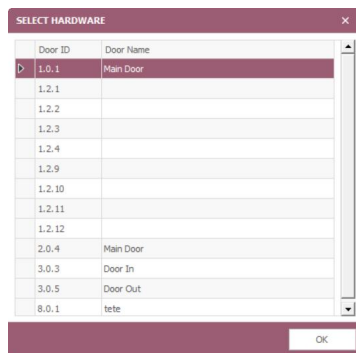 SELECT HARDWARE
Door ID Door Name
1.0.1 Main Door
1.2.1
1.2.2
1.2.3
1.2.4
1.2.9
1.2.10
1.2.11
1.2.12
2.0.4 Main Door
3.0.3 Door In
3.0.5 Door Out
8.0.1 tete
OK